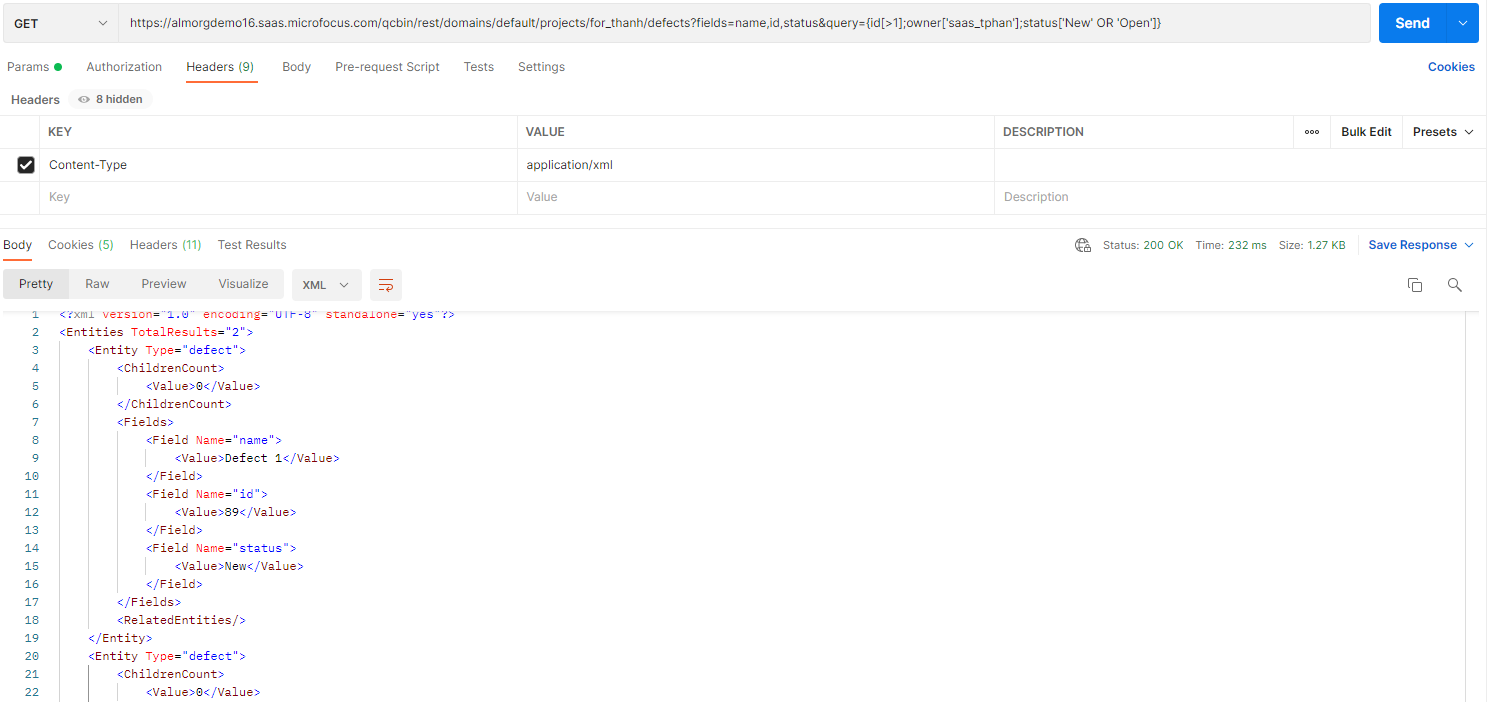 GET https://almorgdemo16.saas.microfocus.com/qcbin/rest/domains/default/projects/for_thanh/defects?fields=name,id,status&query={id[>1];owner['saas_tphan'];status['New' OR 'Open']} Send
Params Authorization Headers (9) Body Pre-request Script Tests Settings Cookies
Headers 8 hidden
KEY VALUE DESCRIPTION Bulk Edit Presets
Content-Type application/xml
Key Value Description
Body Cookies (5) Headers (11) Test Results Status: 200 OK Time: 232 ms Size: 1.27 KB Save Response
Pretty Raw Preview Visualize XML
1 <?xml version="1.0" encoding="UTF-8" standalone="yes"?>
2 <Entities TotalResults="2">
3 <Entity Type="defect">
4 <ChildrenCount>
5 <Value>0</Value>
6 </ChildrenCount>
7 <Fields>
8 <Field Name="name">
9 <Value>Defect 1</Value>
10 </Field>
11 <Field Name="id">
12 <Value>89</Value>
13 </Field>
14 <Field Name="status">
15 <Value>New</Value>
16 </Field>
17 </Fields>
18 <RelatedEntities/>
19 </Entity>
20 <Entity Type="defect">
21 <ChildrenCount>
22 <Value>0</Value>